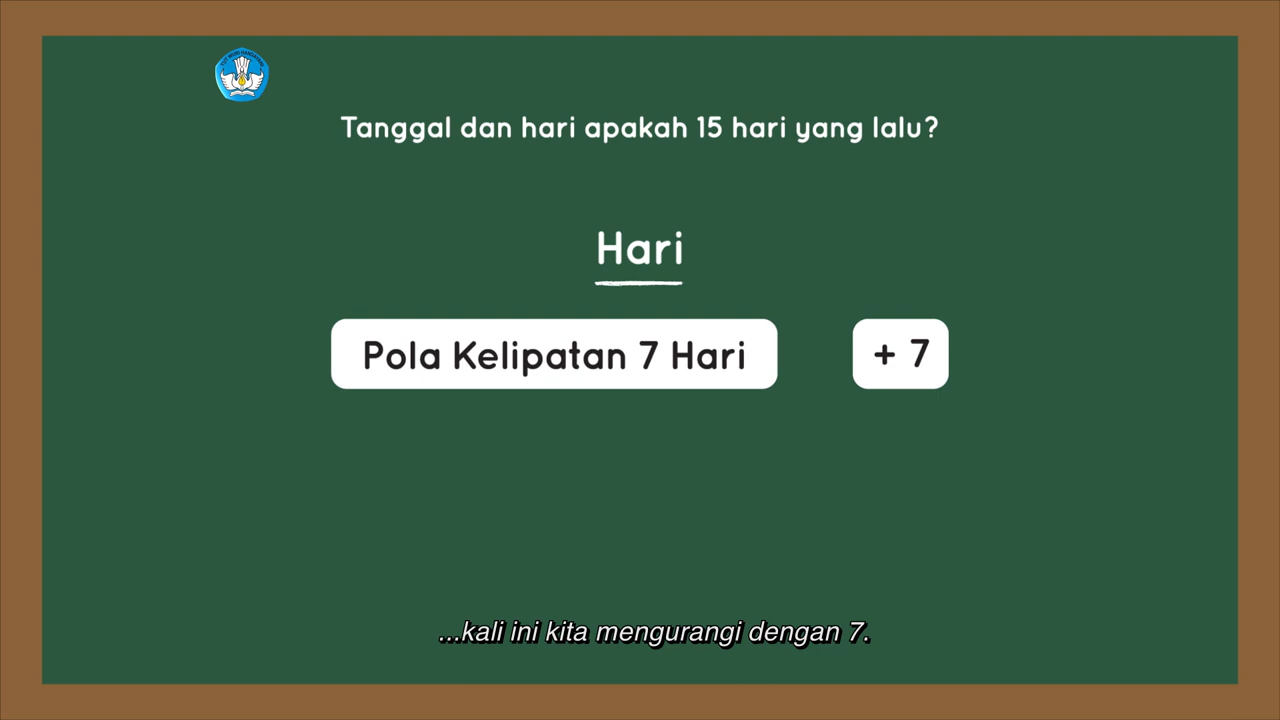 Tanggal dan hari apakah 15 hari yang lalu?
Hari
Pola Kelipatan 7 Hari
+ 7
...kali ini kita mengurangi dengan 7.